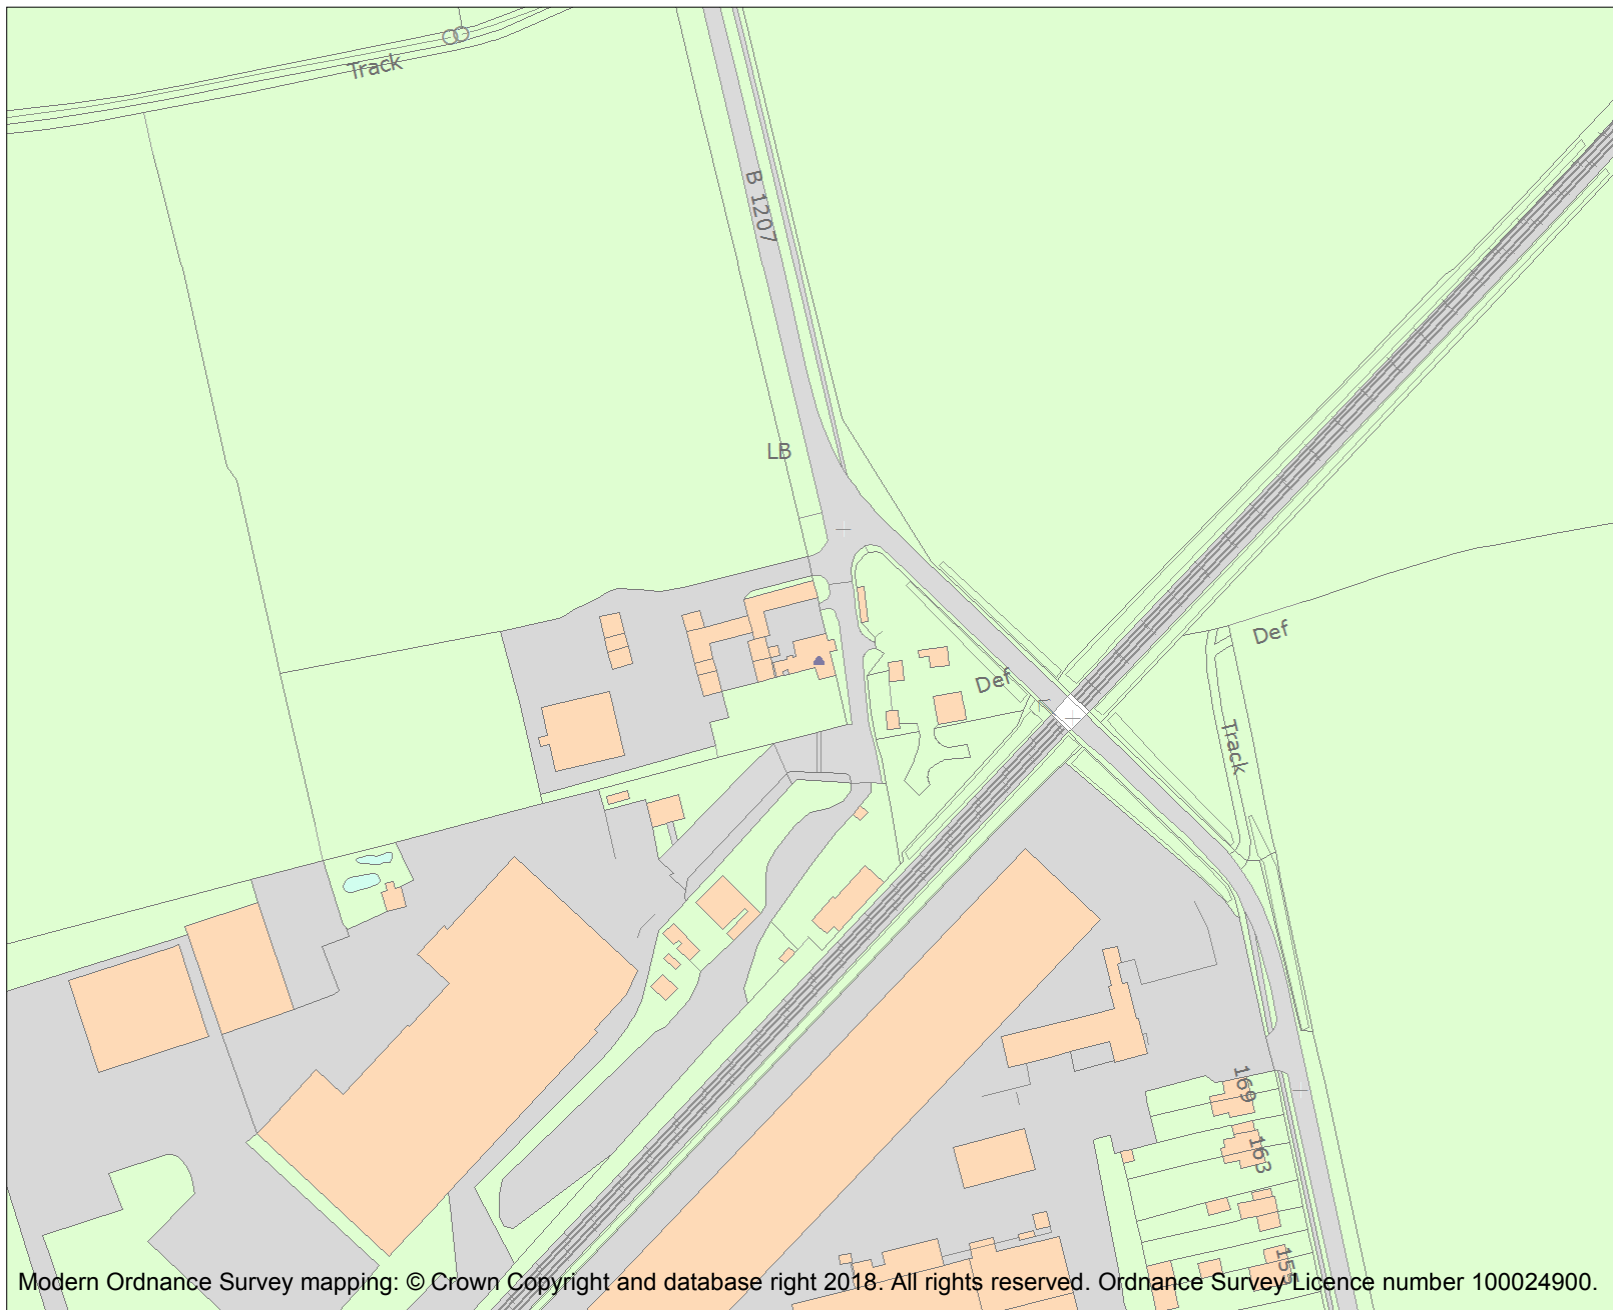 Track
B 1207
LB
Def
Def
Track
169
163
155
Modern Ordnance Survey mapping: © Crown Copyright and database right 2018. All rights reserved. Ordnance Survey Licence number 100024900.